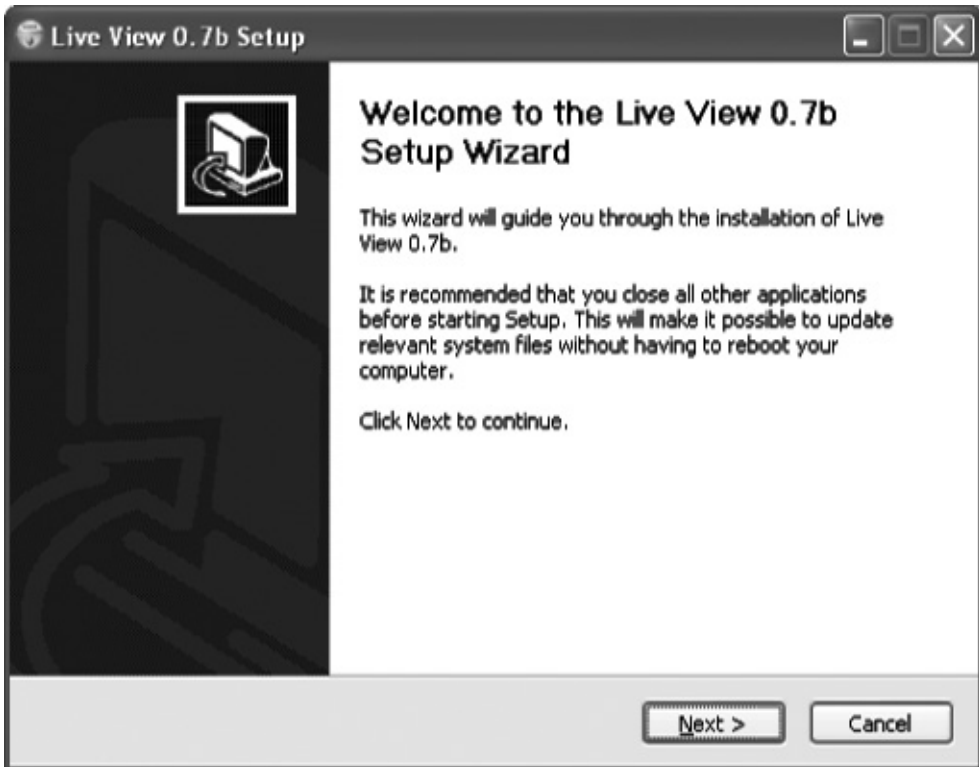 Live View 0.7b Setup
Welcome to the Live View 0.7b
Setup Wizard
This wizard will guide you through the installation of Live
View 0.7b.
It is recommended that you close all other applications
before starting Setup. This will make it possible to update
relevant system files without having to reboot your
computer.
Click Next to continue.
Next >
Cancel